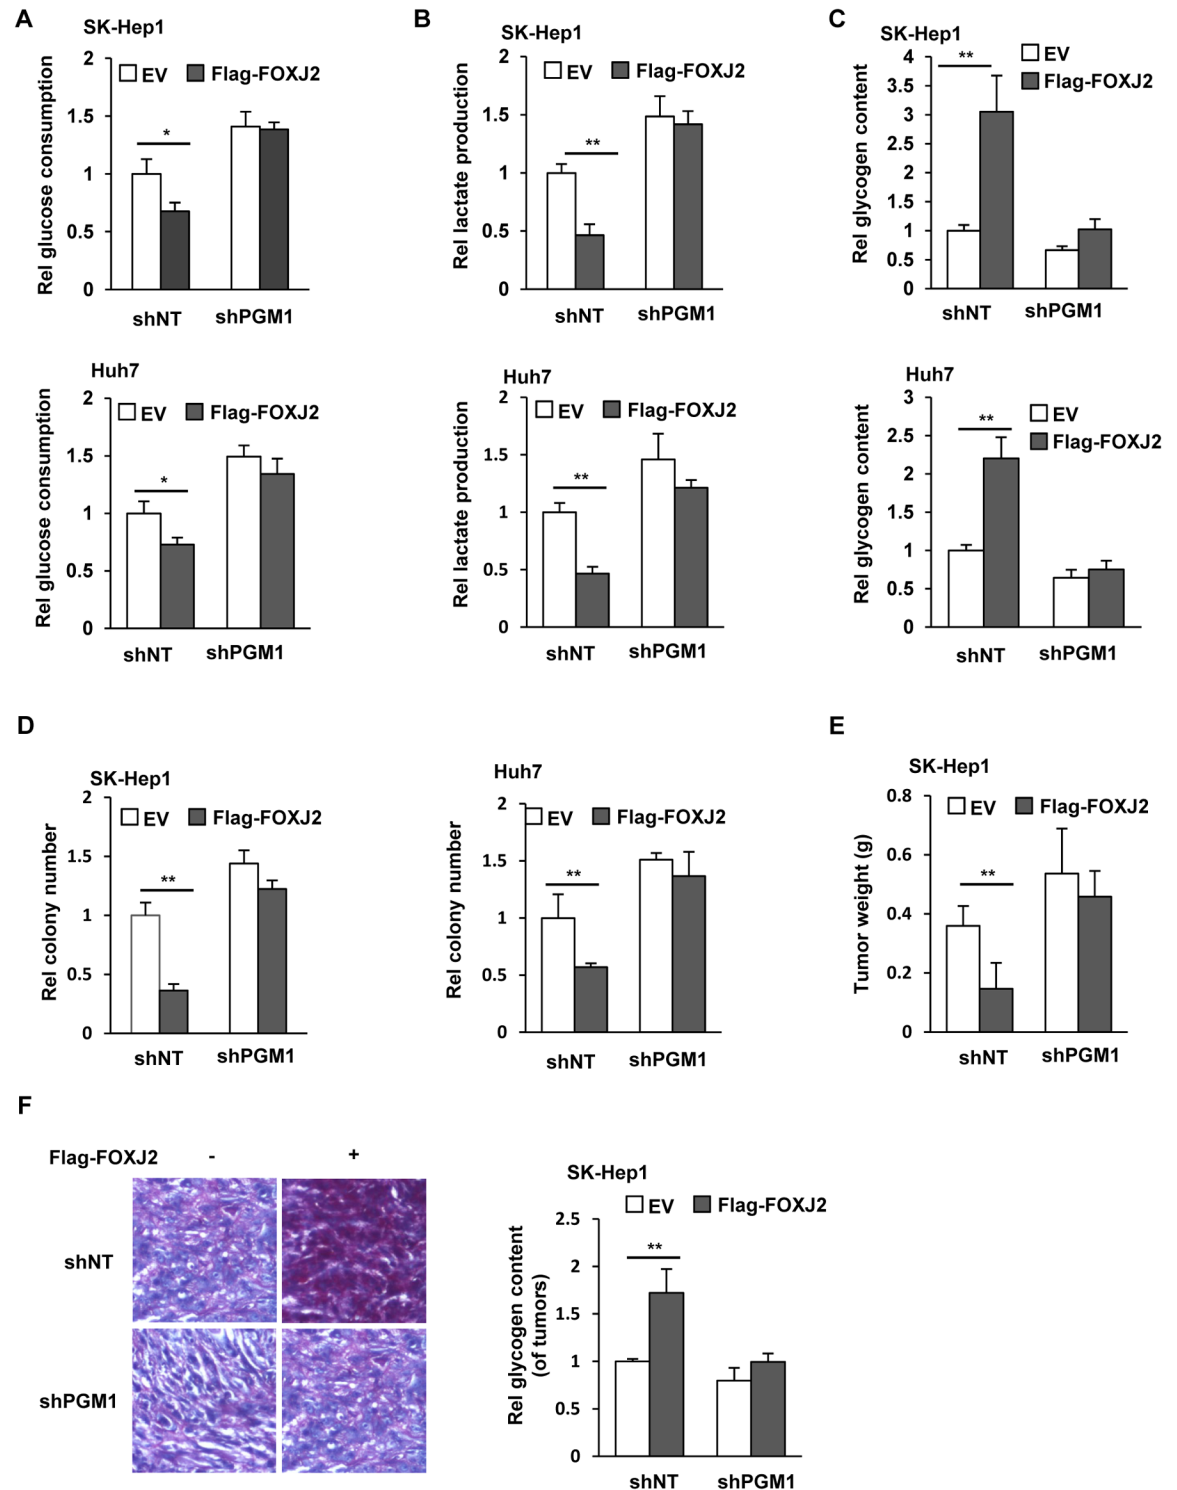 A
SK-Hep1
Rel glucose consumption
2
1.5
1
0.5
0
EV
Flag-FOXJ2
*
shNT
shPGM1
Huh7
Rel glucose consumption
2
1.5
1
0.5
0
EV
Flag-FOXJ2
*
shNT
shPGM1
B
SK-Hep1
Rel lactate production
2
1.5
1
0.5
0
EV
Flag-FOXJ2
**
shNT
shPGM1
Huh7
Rel lactate production
2
1.5
1
0.5
0
EV
Flag-FOXJ2
**
shNT
shPGM1
C
SK-Hep1
Rel glycogen content
4
3.5
3
2.5
2
1.5
1
0.5
0
EV
Flag-FOXJ2
**
shNT
shPGM1
Huh7
Rel glycogen content
3
2.5
2
1.5
1
0.5
0
EV
Flag-FOXJ2
**
shNT
shPGM1
D
SK-Hep1
Rel colony number
2
1.5
1
0.5
0
EV
Flag-FOXJ2
**
shNT
shPGM1
Huh7
Rel colony number
2
1.5
1
0.5
0
EV
Flag-FOXJ2
**
shNT
shPGM1
E
SK-Hep1
Tumor weight (g)
0.8
0.6
0.4
0.2
0
EV
Flag-FOXJ2
**
shNT
shPGM1
F
Flag-FOXJ2 - +
shNT
shPGM1
SK-Hep1
Rel glycogen content
(of tumors)
2.5
2
1.5
1
0.5
0
EV
Flag-FOXJ2
**
shNT
shPGM1